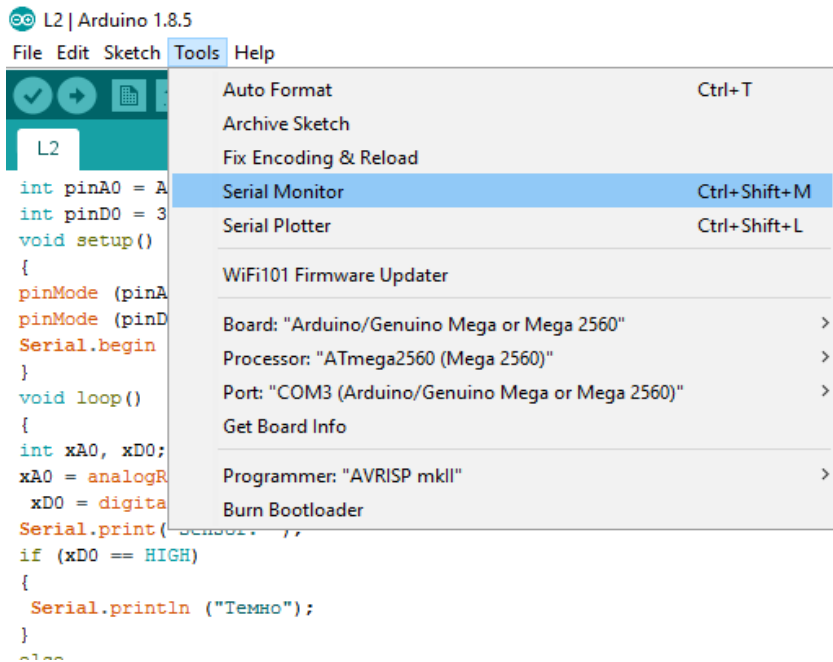 L2 | Arduino 1.8.5
File Edit Sketch Tools Help
Auto Format Ctrl+T
Archive Sketch
Fix Encoding & Reload
Serial Monitor Ctrl+Shift+M
Serial Plotter Ctrl+Shift+L
WiFi101 Firmware Updater
Board: "Arduino/Genuino Mega or Mega 2560"
Processor: "ATmega2560 (Mega 2560)"
Port: "COM3 (Arduino/Genuino Mega or Mega 2560)"
Get Board Info
Programmer: "AVRISP mkII"
Burn Bootloader
L2
int pinA0 = A
int pinD0 = 3
void setup()
{
pinMode (pinA
pinMode (pinD
Serial.begin
}
void loop()
{
int xA0, xD0;
xA0 = analogR
xD0 = digita
Serial.print(
if (xD0 == HIGH)
{
Serial.println ("Темно");
}